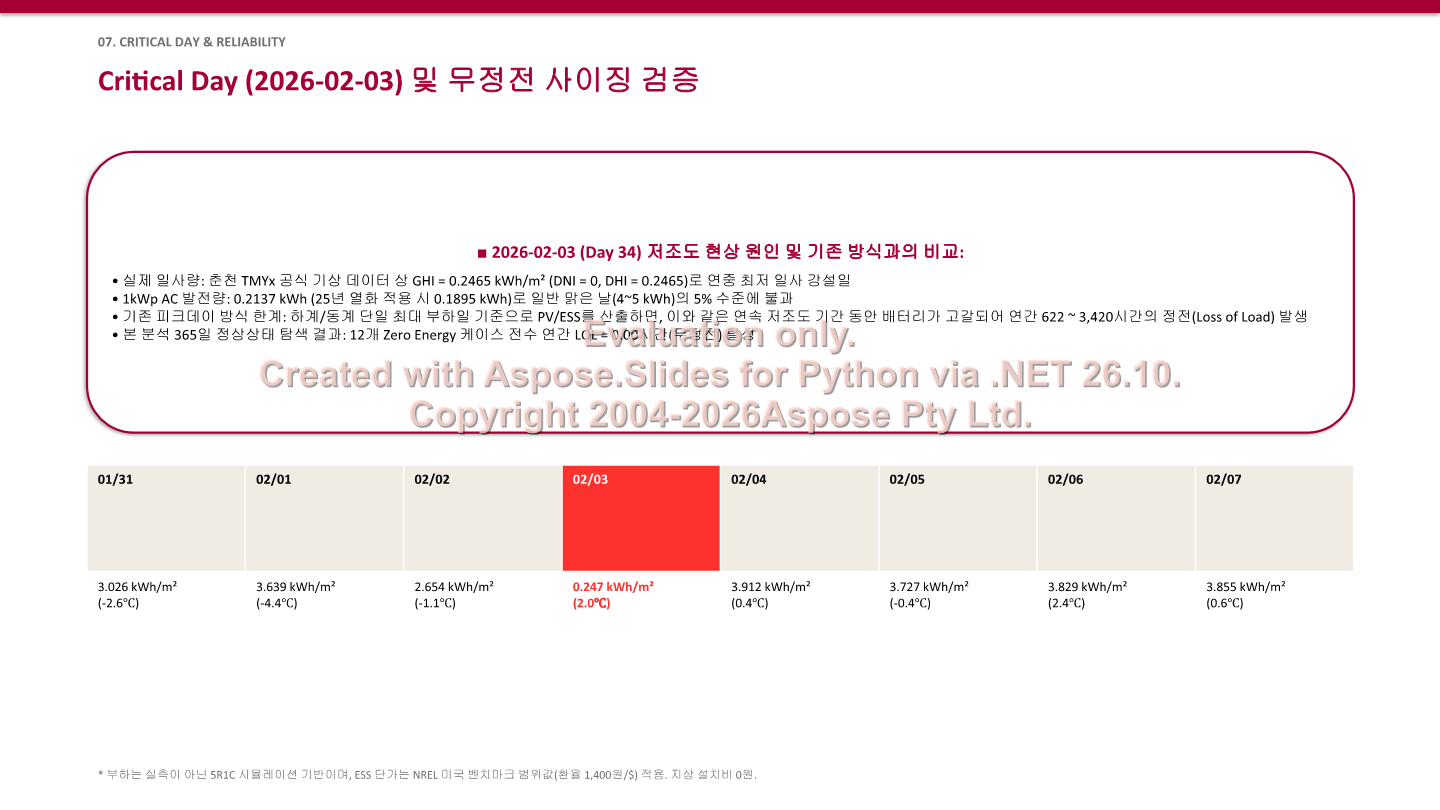 07. CRITICAL DAY & RELIABILITY
Critical Day (2026-02-03) 및 무정전 사이징 검증
■ 2026-02-03 (Day 34) 저조도 현상 원인 및 기존 방식과의 비교:
• 실제 일사량: 춘천 TMYx 공식 기상 데이터 상 GHI = 0.2465 kWh/m² (DNI = 0, DHI = 0.2465)로 연중 최저 일사 강설일
• 1kWp AC 발전량: 0.2137 kWh (25년 열화 적용 시 0.1895 kWh)로 일반 맑은 날(4~5 kWh)의 5% 수준에 불과
• 기존 피크데이 방식 한계: 하계/동계 단일 최대 부하일 기준으로 PV/ESS를 산출하면, 이와 같은 연속 저조도 기간 동안 배터리가 고갈되어 연간 622 ~ 3,420시간의 정전(Loss of Load) 발생
• 본 분석 365일 정상상태 탐색 결과: 12개 Zero Energy 케이스 전수 연간 LOL = 0.00시간(무정전)
Evaluation only.
Created with Aspose.Slides for Python via .NET 26.10.
Copyright 2004-2026Aspose Pty Ltd.
01/31 02/01 02/02 02/03 02/04 02/05 02/06 02/07
3.026 kWh/m² 3.639 kWh/m² 2.654 kWh/m² 0.247 kWh/m² 3.912 kWh/m² 3.727 kWh/m² 3.829 kWh/m² 3.855 kWh/m²
(-2.6℃) (-4.4℃) (-1.1℃) (2.0℃) (0.4℃) (-0.4℃) (2.4℃) (0.6℃)
* 부하는 실측이 아닌 5R1C 시뮬레이션 기반이며, ESS 단가는 NREL 미국 벤치마크 범위값(환율 1,400원/$) 적용. 지상 설치비 0원.